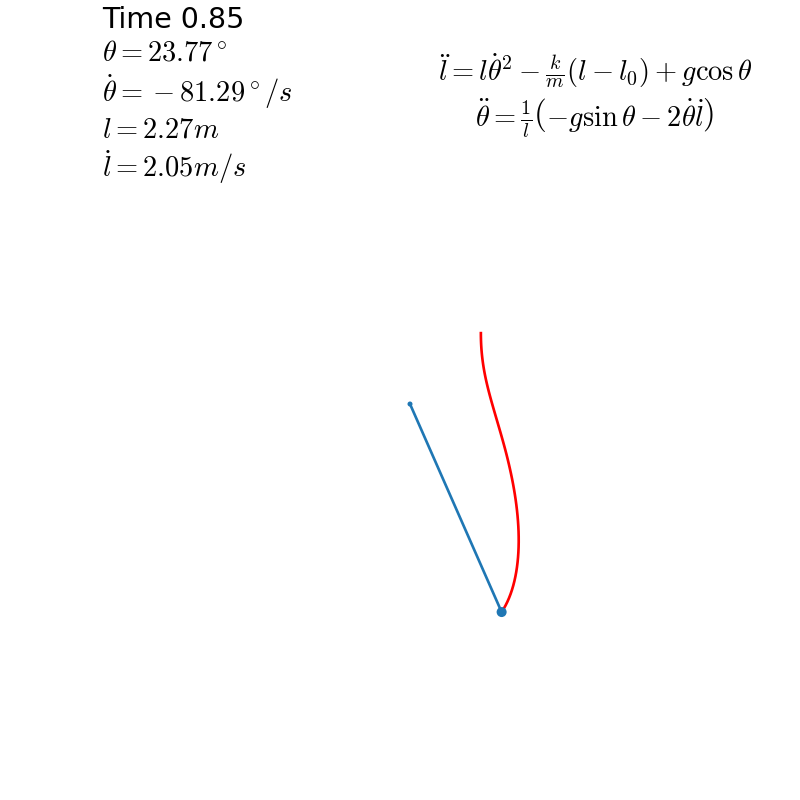 Time 0.85
θ = 23.77°
θ̇ = −81.29°/s
l = 2.27m
l̇ = 2.05m/s
l̈ = lθ̇² − k/m(l − l₀) + g cos θ
θ̈ = 1/l(−g sin θ − 2θ̇l̇)